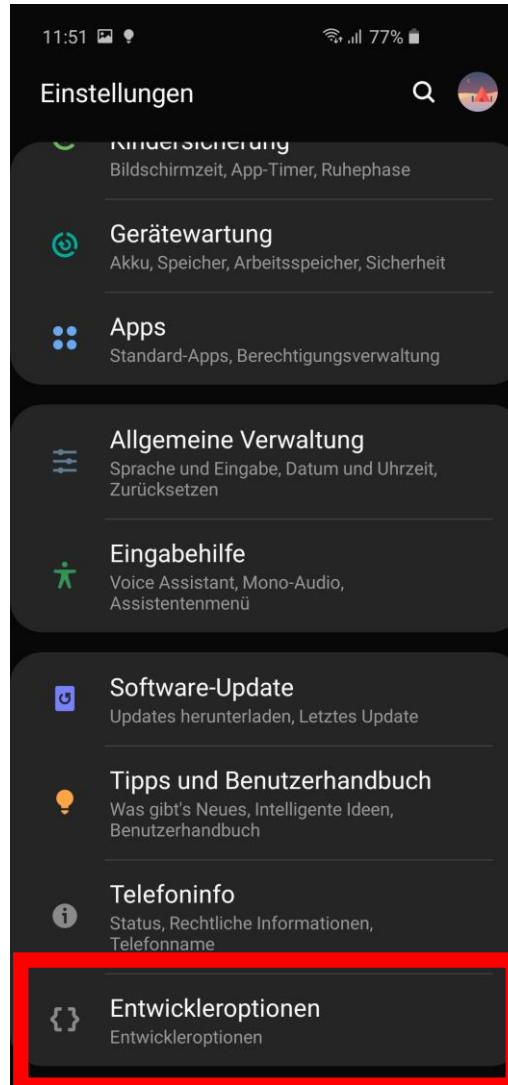 11:51 77%
Einstellungen
Kindersicherung
Bildschirmzeit, App-Timer, Ruhephase
Gerätewartung
Akku, Speicher, Arbeitsspeicher, Sicherheit
Apps
Standard-Apps, Berechtigungsverwaltung
Allgemeine Verwaltung
Sprache und Eingabe, Datum und Uhrzeit,
Zurücksetzen
Eingabehilfe
Voice Assistant, Mono-Audio,
Assistentenmenü
Software-Update
Updates herunterladen, Letztes Update
Tipps und Benutzerhandbuch
Was gibt's Neues, Intelligente Ideen,
Benutzerhandbuch
Telefoninfo
Status, Rechtliche Informationen,
Telefonname
Entwickleroptionen
Entwickleroptionen